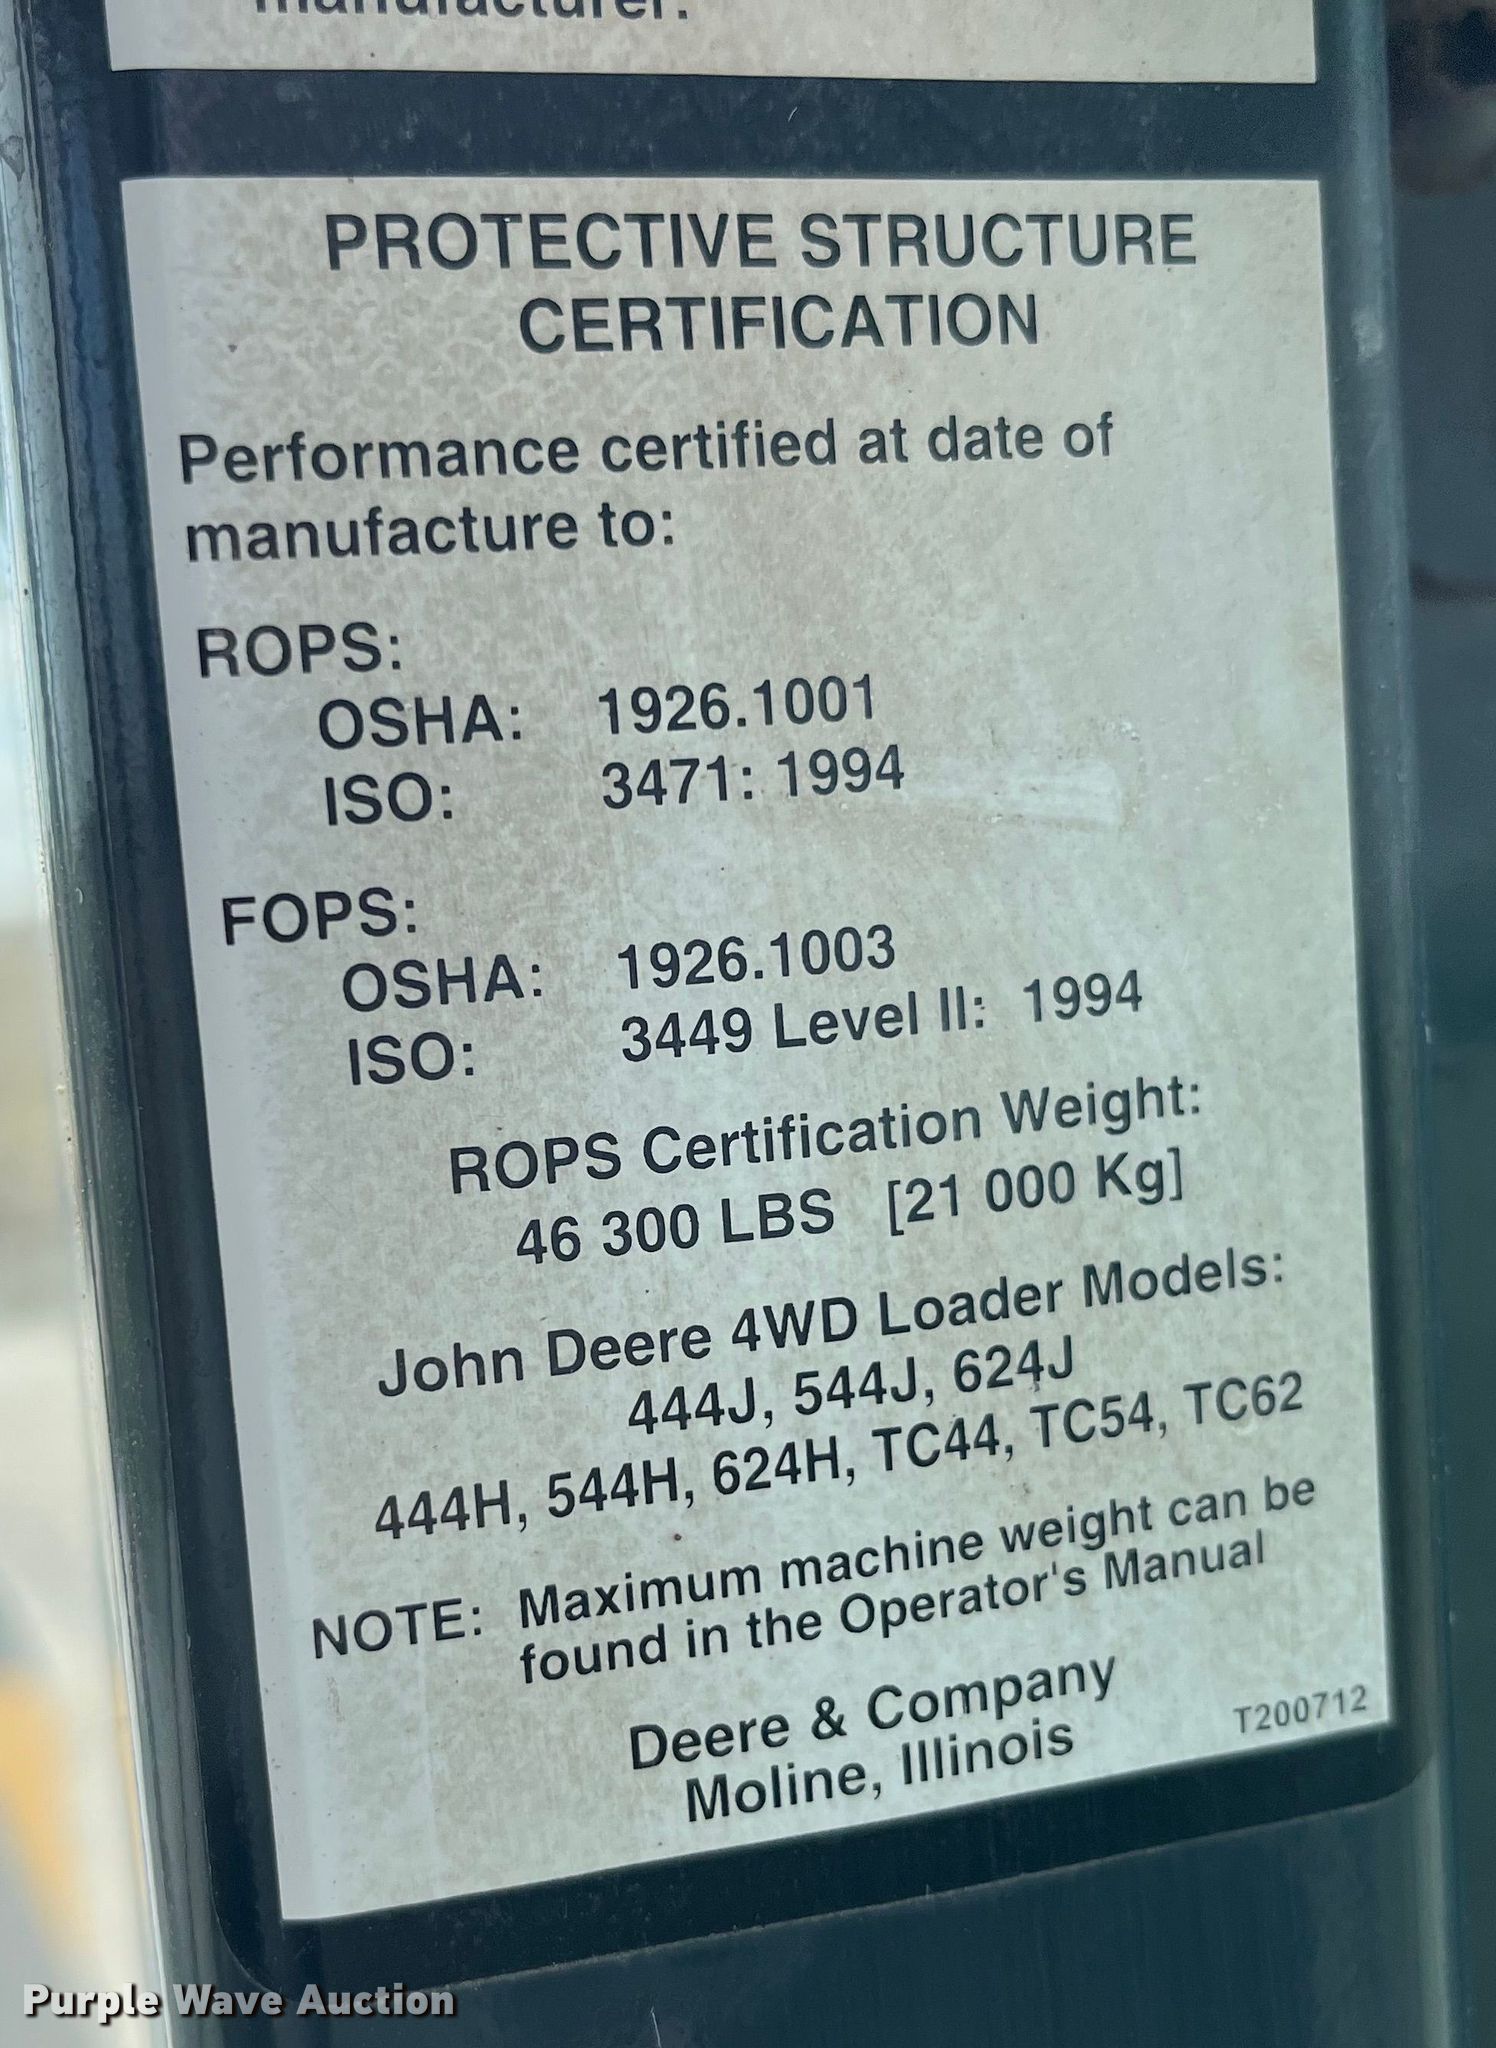 manufacturer.
PROTECTIVE STRUCTURE
CERTIFICATION
Performance certified at date of
manufacture to:
ROPS:
OSHA: 1926.1001
ISO: 3471: 1994
FOPS:
OSHA: 1926.1003
ISO: 3449 Level II: 1994
ROPS Certification Weight:
46 300 LBS [21 000 Kg]
John Deere 4WD Loader Models:
444J, 544J, 624J
444H, 544H, 624H, TC44, TC54, TC62
NOTE: Maximum machine weight can be
found in the Operator's Manual
Deere & Company
Moline, Illinois
T200712
Purple Wave Auction